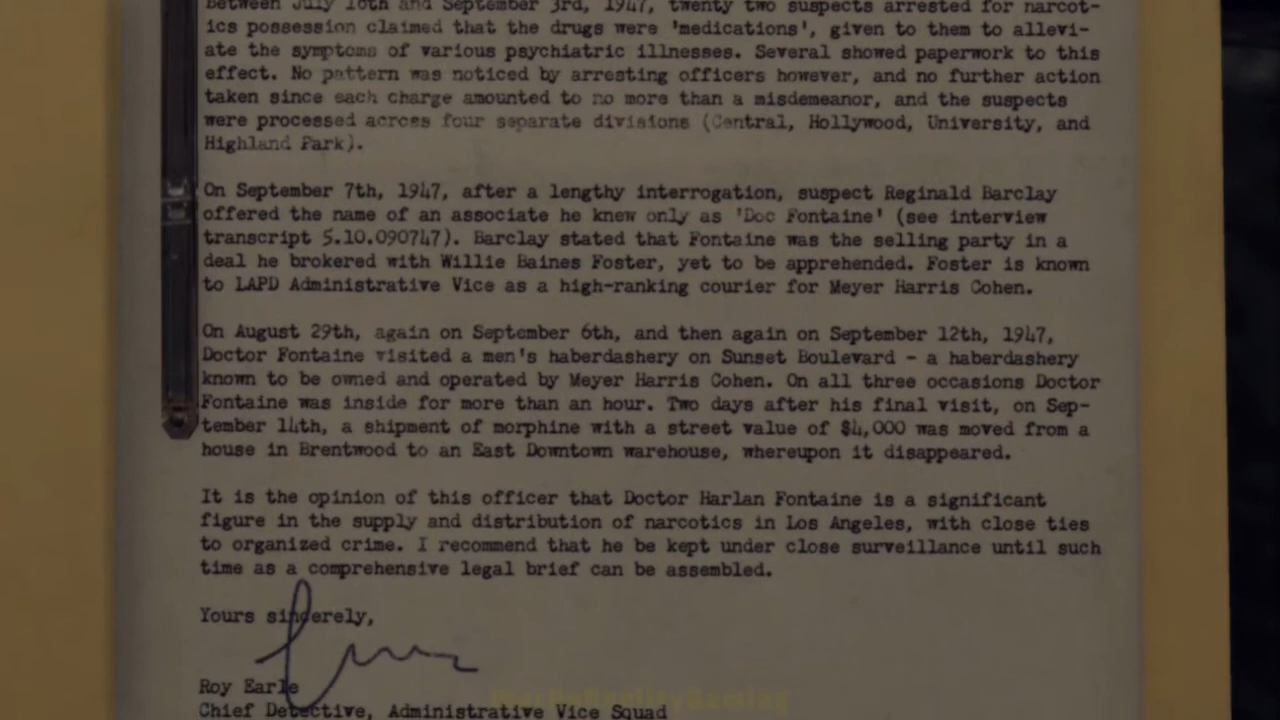 Between July 16th and September 3rd, 1947, twenty two suspects arrested for narcot-
ics possession claimed that the drugs were 'medications', given to them to allevi-
ate the symptoms of various psychiatric illnesses. Several showed paperwork to this
effect. No pattern was noticed by arresting officers however, and no further action
taken since each charge amounted to no more than a misdemeanor, and the suspects
were processed across four separate divisions (Central, Hollywood, University, and
Highland Park).
On September 7th, 1947, after a lengthy interrogation, suspect Reginald Barclay
offered the name of an associate he knew only as 'Doc Fontaine' (see interview
transcript 5.10.090747). Barclay stated that Fontaine was the selling party in a
deal he brokered with Willie Baines Foster, yet to be apprehended. Foster is known
to LAPD Administrative Vice as a high-ranking courier for Meyer Harris Cohen.
On August 29th, again on September 6th, and then again on September 12th, 1947,
Doctor Fontaine visited a men's haberdashery on Sunset Boulevard - a haberdashery
known to be owned and operated by Meyer Harris Cohen. On all three occasions Doctor
Fontaine was inside for more than an hour. Two days after his final visit, on Sep-
tember 14th, a shipment of morphine with a street value of $4,000 was moved from a
house in Brentwood to an East Downtown warehouse, whereupon it disappeared.
It is the opinion of this officer that Doctor Harlan Fontaine is a significant
figure in the supply and distribution of narcotics in Los Angeles, with close ties
to organized crime. I recommend that he be kept under close surveillance until such
time as a comprehensive legal brief can be assembled.
Yours sincerely,
Roy Earle
Chief Detective, Administrative Vice Squad